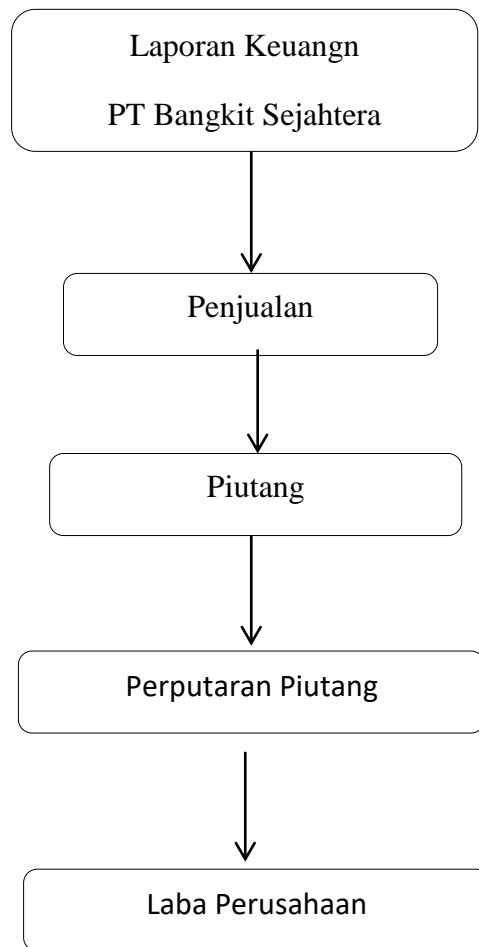 Laporan Keuangn
PT Bangkit Sejahtera
Penjualan
Piutang
Perputaran Piutang
Laba Perusahaan